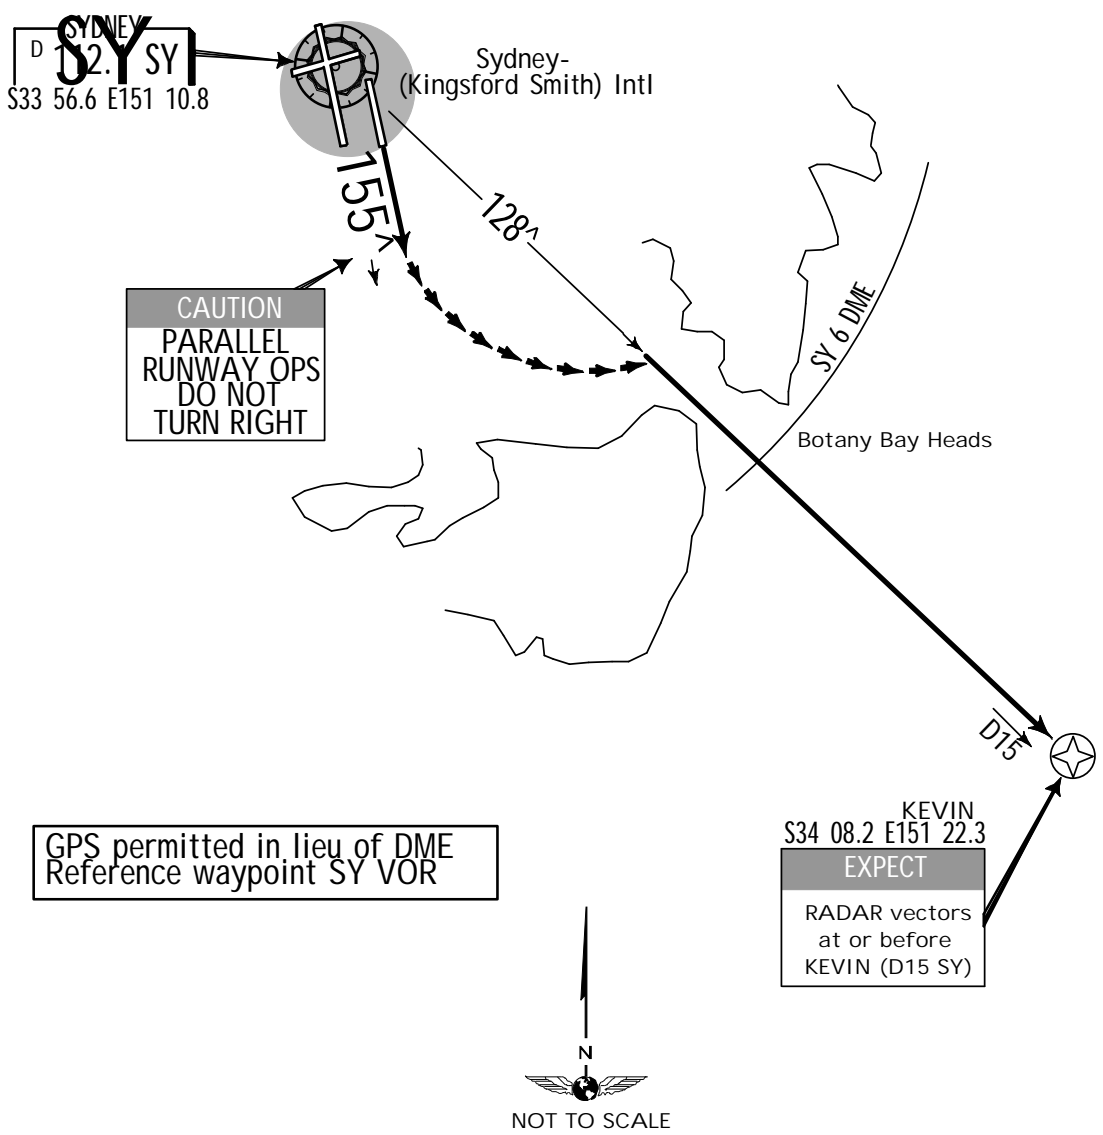 SYDNEY
SY
D
SY
S33 56.6 E151 10.8
Sydney-
(Kingsford Smith) Intl
155^
128^
CAUTION
PARALLEL
RUNWAY OPS
DO NOT
TURN RIGHT
SY 6 DME
Botany Bay Heads
D15
KEVIN
S34 08.2 E151 22.3
EXPECT
RADAR vectors
at or before
KEVIN (D15 SY)
GPS permitted in lieu of DME
Reference waypoint SY VOR
N
NOT TO SCALE